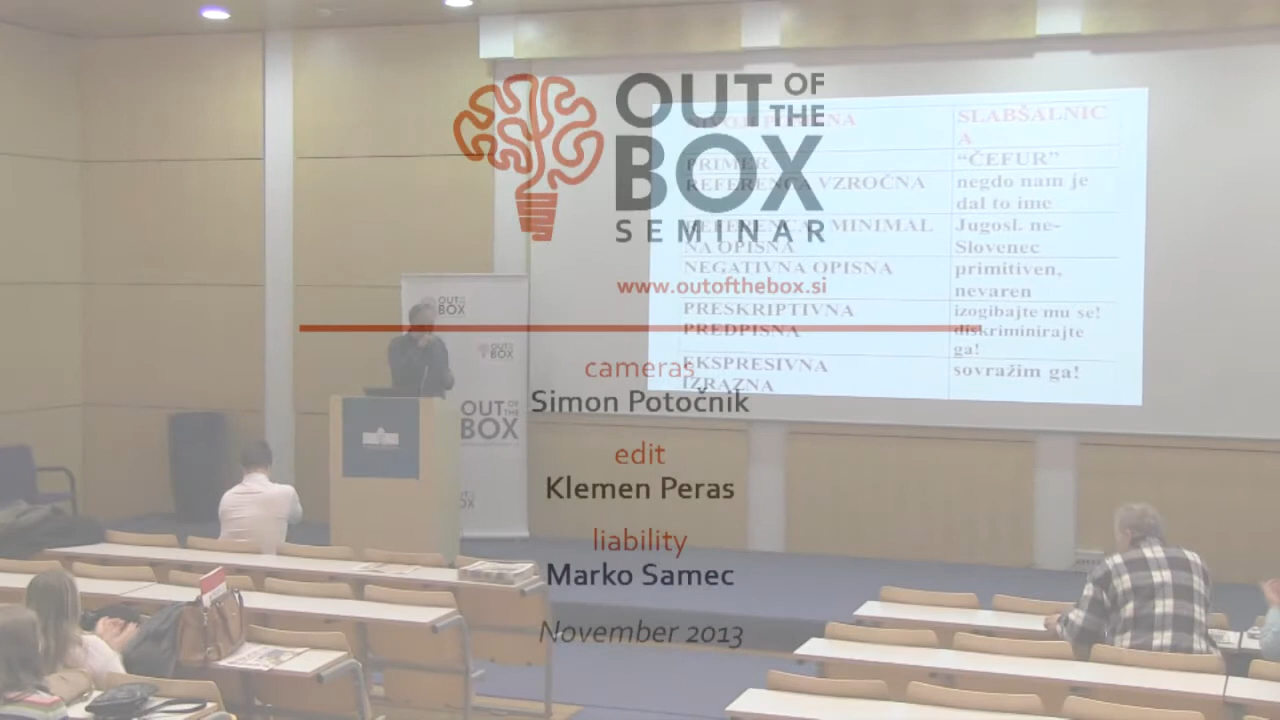 OUT OF
THE
BOX
SEMINAR
www.outofthebox.si
cameras
Simon Potočnik
edit
Klemen Peras
liability
Marko Samec
November 2013
SLABŠALNIC
A
PRIMER
“ČEFUR”
REFERENCA VZROČNA
negdo nam je
dal to ime
MINIMAL
NA OPISNA
Jugosl. ne-
Slovenec
NEGATIVNA OPISNA
primitiven,
nevaren
PRESKRIPTIVNA
PREDPISNA
izogibajte mu se!
diskriminirajte
ga!
EKSPRESIVNA
IZRAZNA
sovražim ga!
OUT
BOX
OUT
BOX
OUT OF
THE
BOX